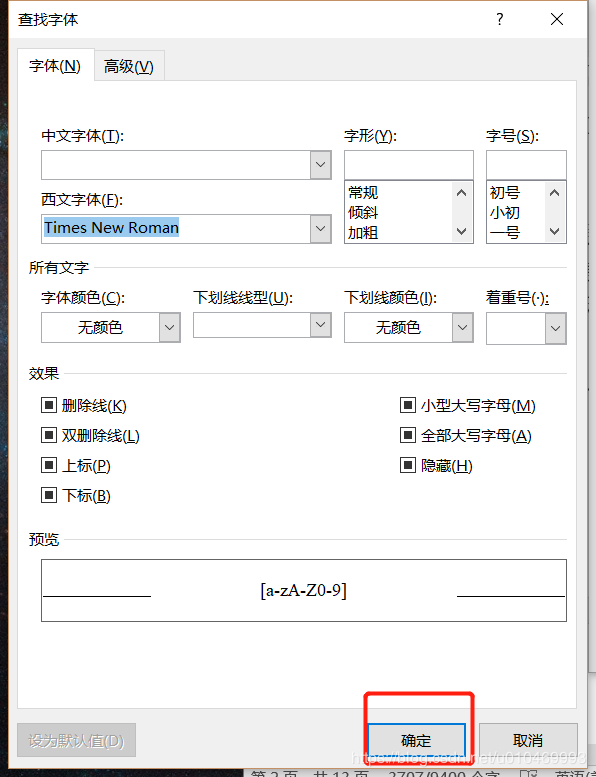 查找字体
?
字体(N) 高级(V)
中文字体(T): 字形(Y): 字号(S):
常规 初号
西文字体(F): 倾斜 小初
Times New Roman 加粗 一号
所有文字
字体颜色(C): 下划线线型(U): 下划线颜色(I): 着重号(·):
无颜色 无颜色
效果
删除线(K) 小型大写字母(M)
双删除线(L) 全部大写字母(A)
上标(P) 隐藏(H)
下标(B)
预览
[a-zA-Z0-9]
设为默认值(D) 确定 取消
https://blog.csdn.net/u010469993
第 2 页，共 13 页 3707/9400 个字 英语(